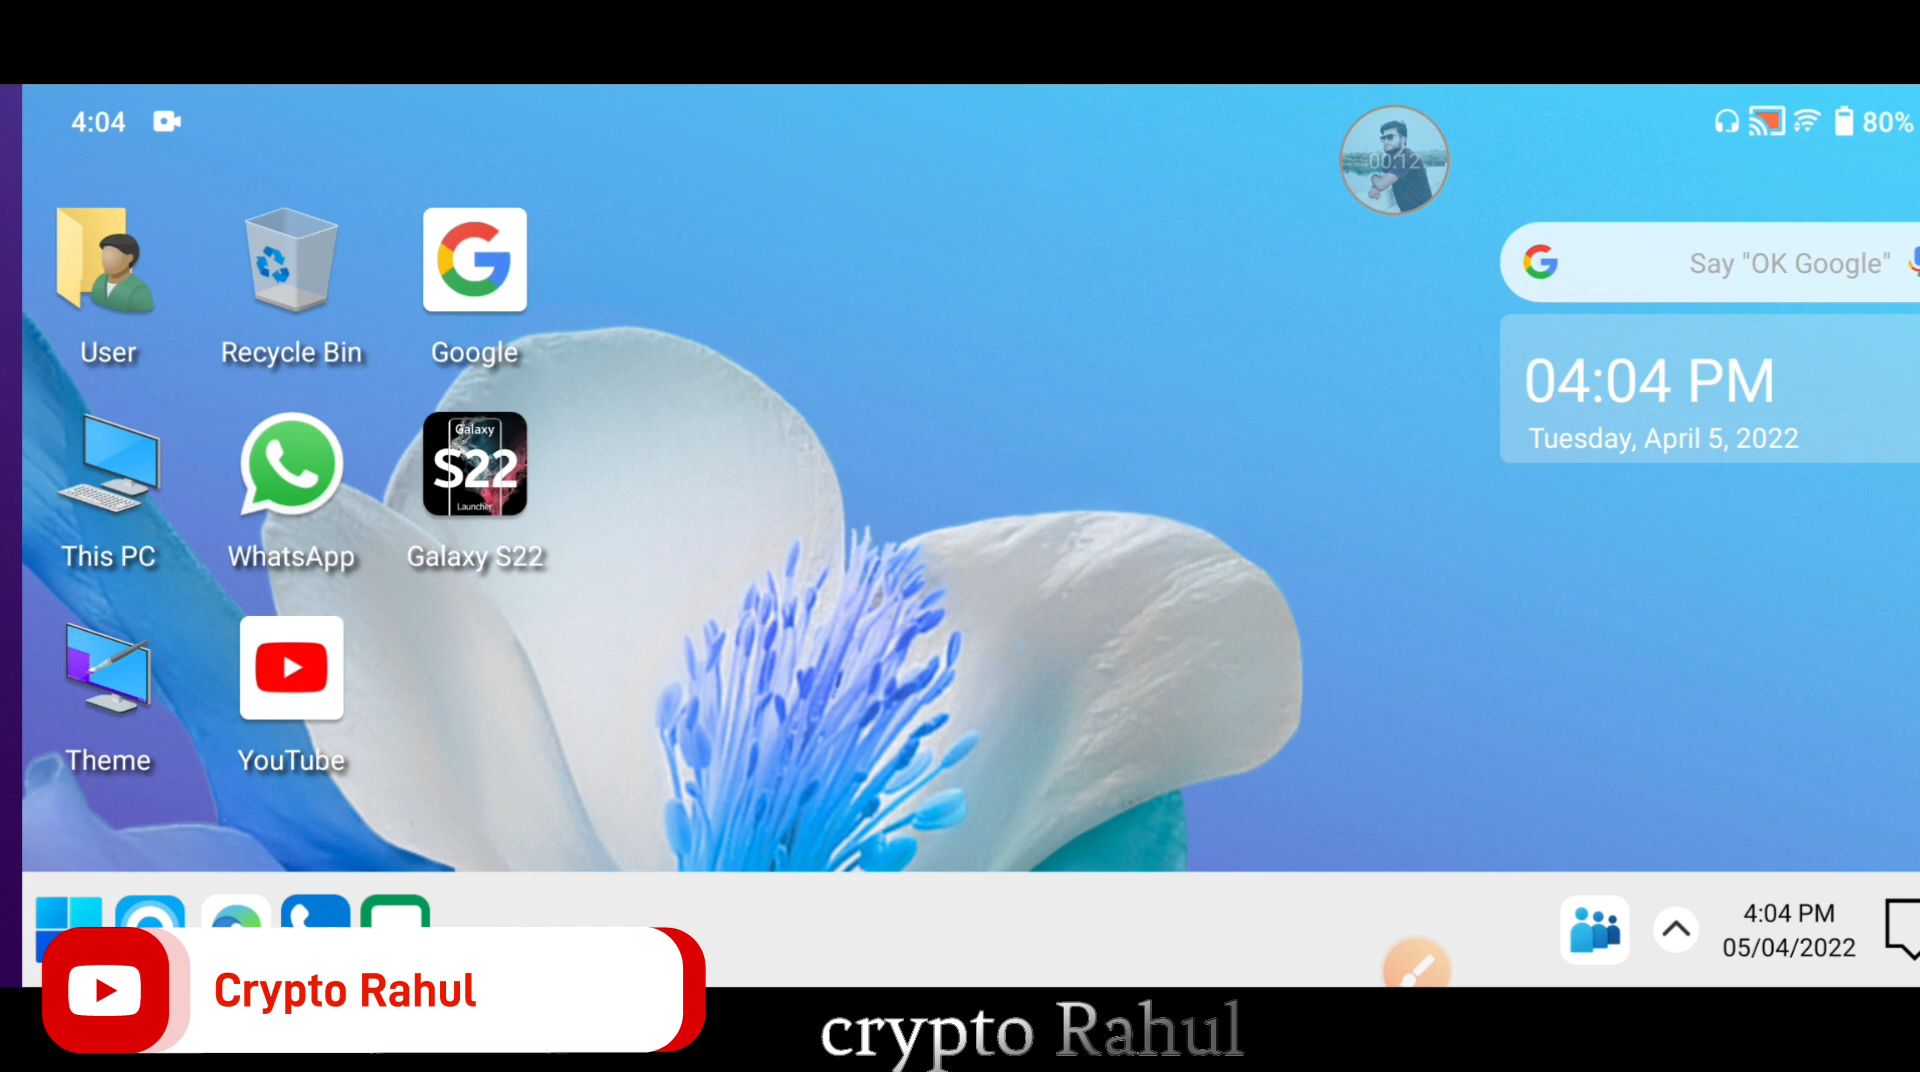 4:04
80%
00:12
Say "OK Google"
User
Recycle Bin
Google
04:04 PM
Tuesday, April 5, 2022
Galaxy
S22
Launcher
This PC
WhatsApp
Galaxy S22
Theme
YouTube
4:04 PM
05/04/2022
Crypto Rahul
crypto Rahul